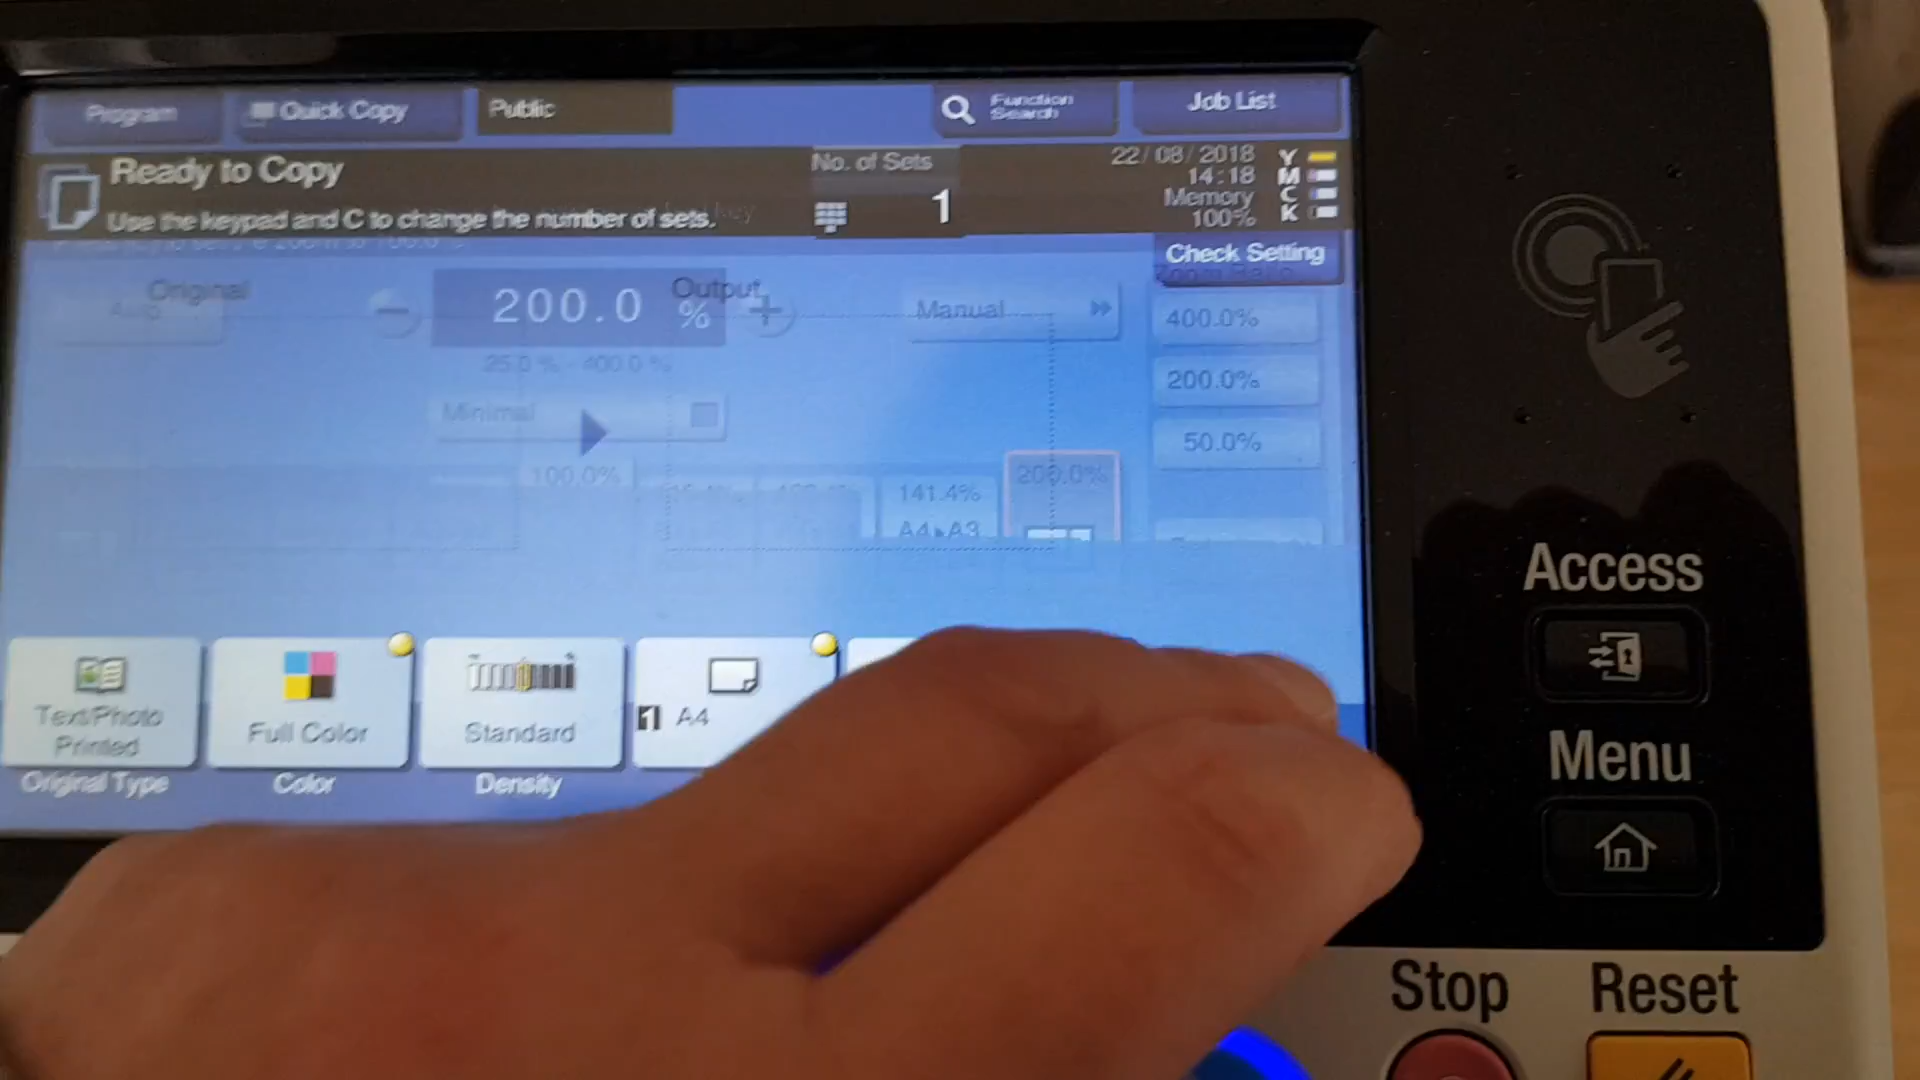 Program
Quick Copy
Public
Function Search
Job List
Ready to Copy
Use the keypad and C to change the number of sets.
No. of Sets
1
22/08/2018
14:18
Memory
100%
Y
M
C
K
Check Setting
Original
Auto
200.0 %
Output
Manual
25.0 % - 400.0 %
Minimal
400.0%
200.0%
50.0%
100.0%
141.4%
A4▸A3
200.0%
Text/Photo
Printed
Original Type
Full Color
Color
Standard
Density
1 A4
Access
Menu
Stop
Reset